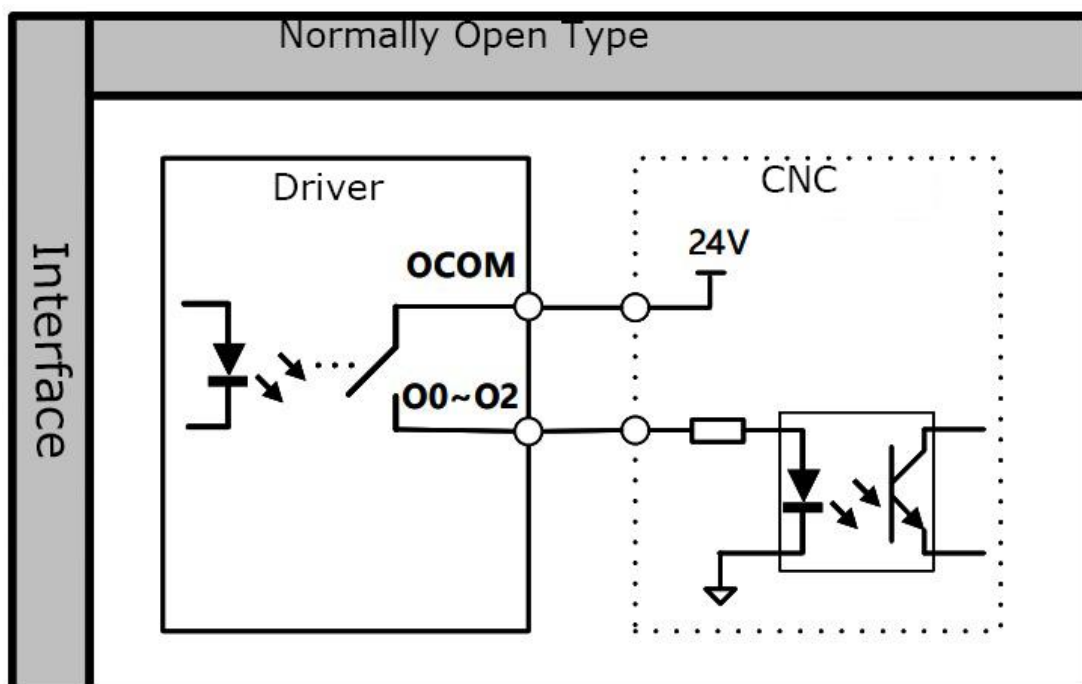 Normally Open Type
Interface
Driver
CNC
24V
OCOM
O0~O2